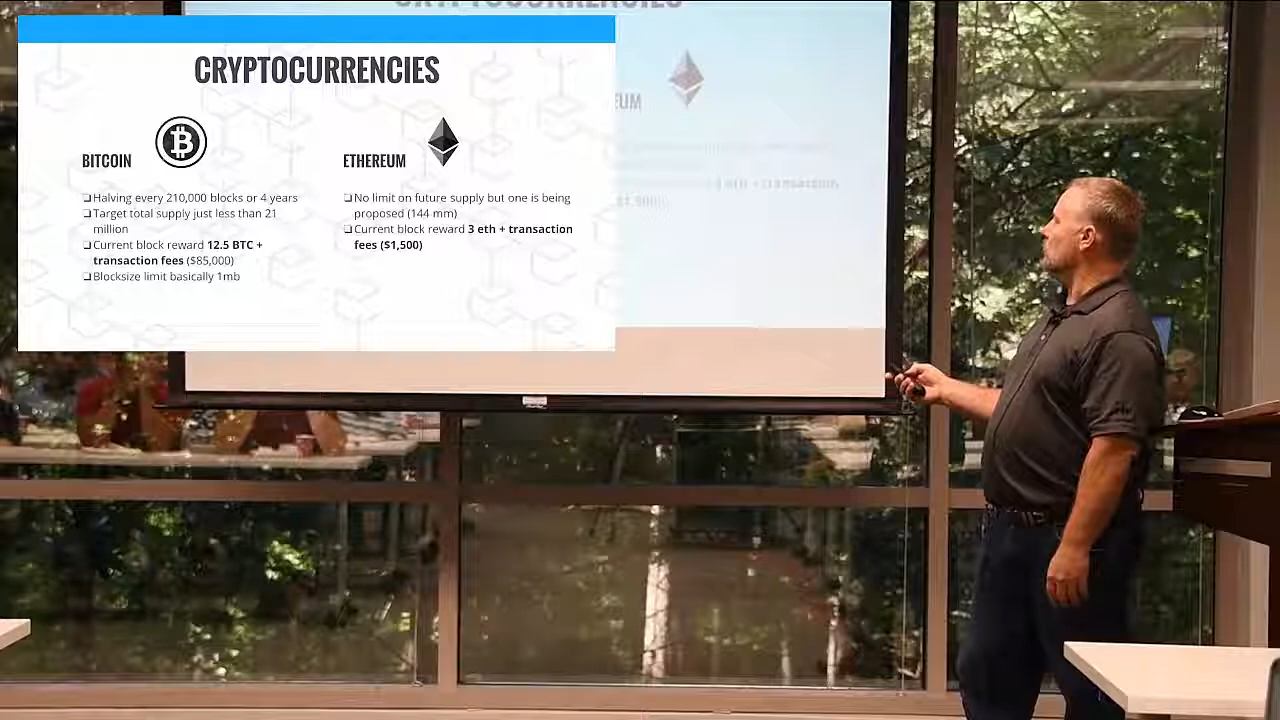 CRYPTOCURRENCIES
BITCOIN
Halving every 210,000 blocks or 4 years
Target total supply just less than 21
million
Current block reward 12.5 BTC +
transaction fees ($85,000)
Blocksize limit basically 1mb
ETHEREUM
No limit on future supply but one is being
proposed (144 mm)
Current block reward 3 eth + transaction
fees ($1,500)
CRYPTOCURRENCIES